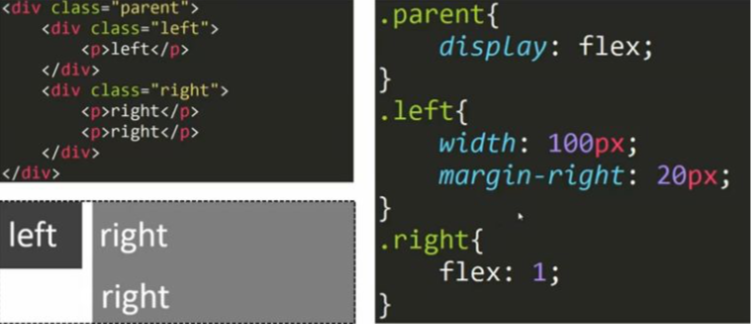 <div class="parent">
    <div class="left">
        <p>left</p>
    </div>
    <div class="right">
        <p>right</p>
        <p>right</p>
    </div>
</div>
left
right
right
.parent{
    display: flex;
}
.left{
    width: 100px;
    margin-right: 20px;
}
.right{
    flex: 1;
}